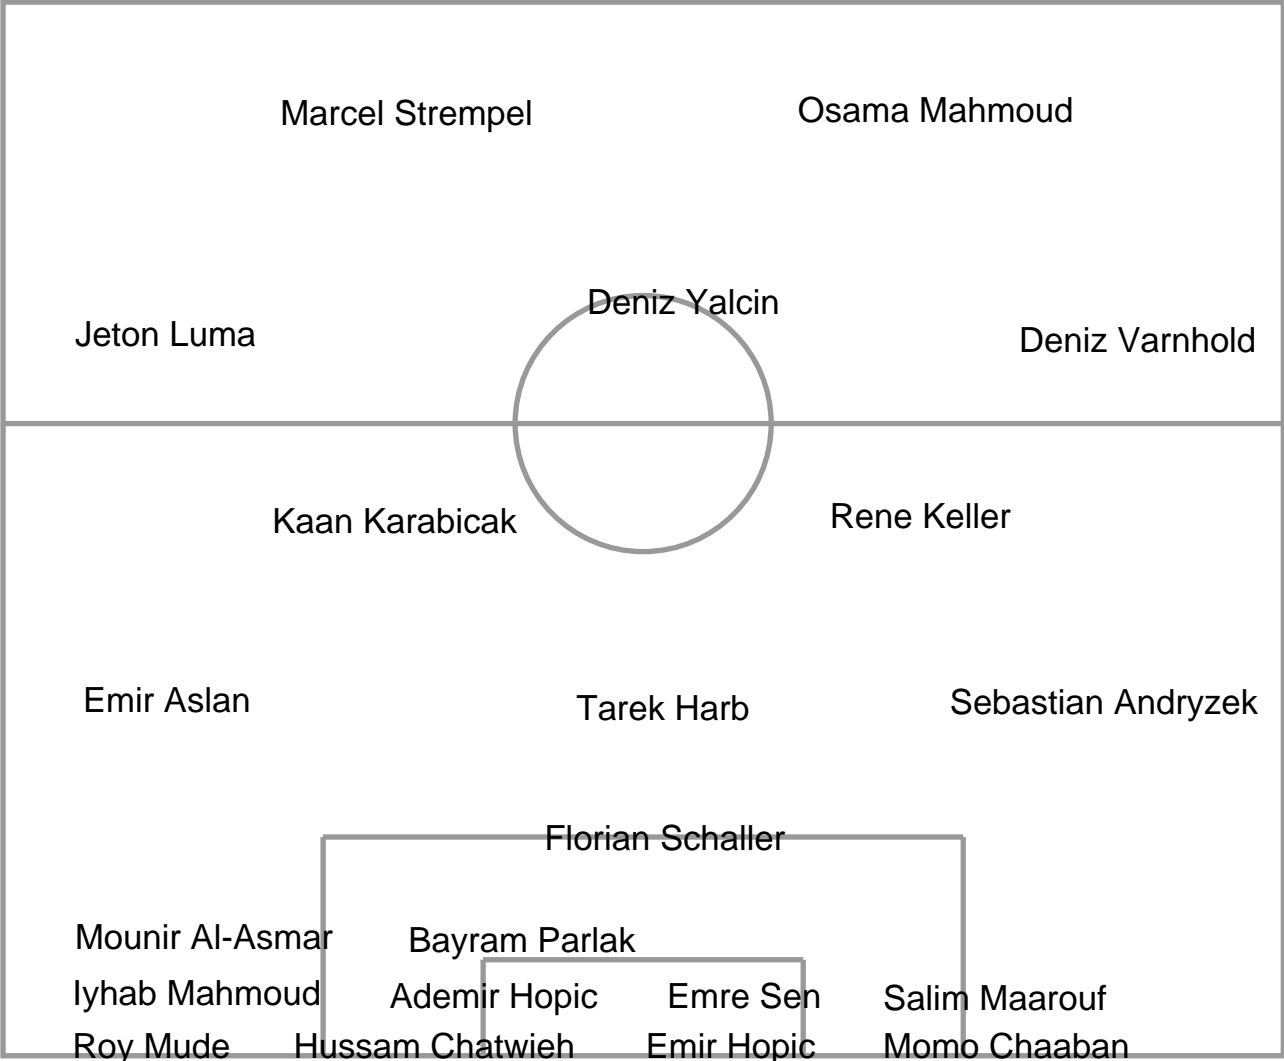 Marcel Strempel
Osama Mahmoud
Deniz Yalcin
Jeton Luma
Deniz Varnhold
Kaan Karabicak
Rene Keller
Emir Aslan
Tarek Harb
Sebastian Andryzek
Florian Schaller
Mounir Al-Asmar
Bayram Parlak
Iyhab Mahmoud
Ademir Hopic
Emre Sen
Salim Maarouf
Roy Mude
Hussam Chatwieh
Emir Hopic
Momo Chaaban